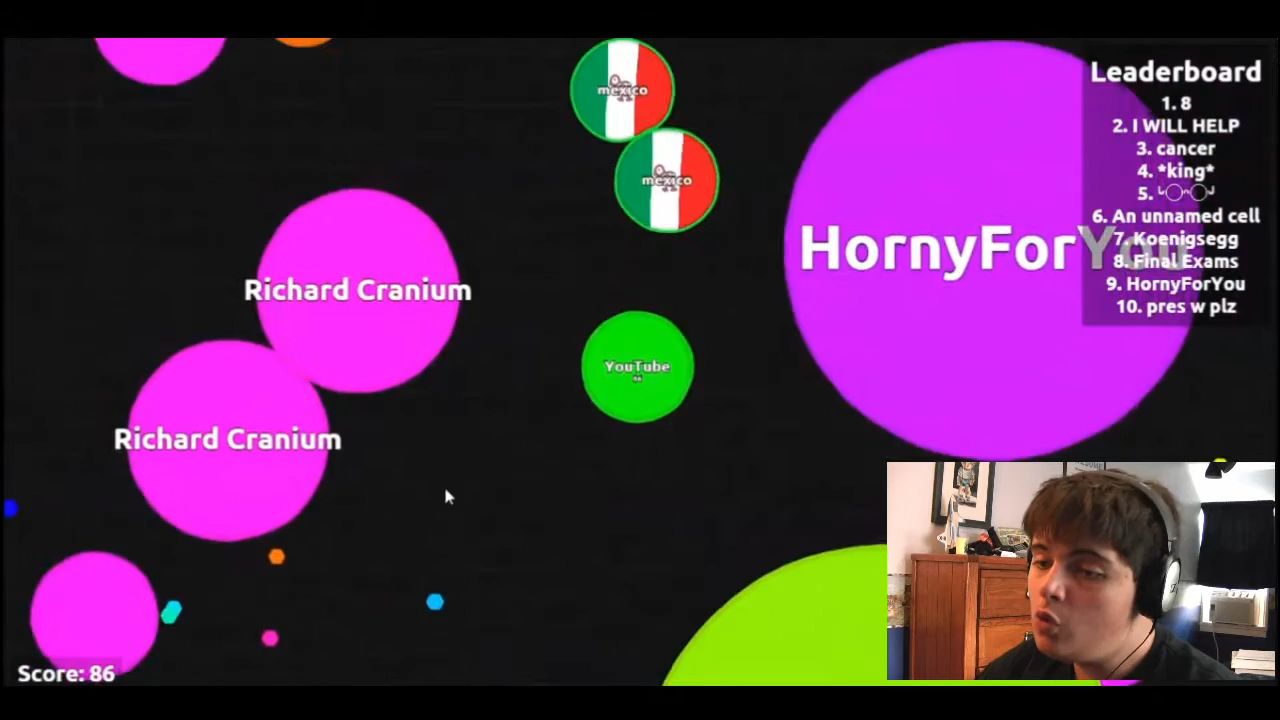 mexico
mexico
Richard Cranium
Richard Cranium
YouTube
HornyForYou
Leaderboard
1. 8
2. I WILL HELP
3. cancer
4. *king*
5. ╰◯^◯╯
6. An unnamed cell
7. Koenigsegg
8. Final Exams
9. HornyForYou
10. pres w plz
Score: 86